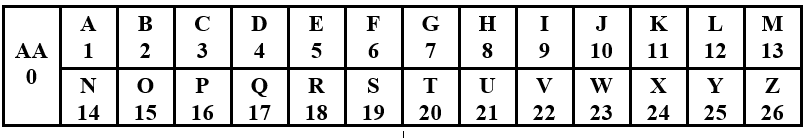 A B C D E F G H I J K L M
AA 1 2 3 4 5 6 7 8 9 10 11 12 13
0 N O P Q R S T U V W X Y Z
14 15 16 17 18 19 20 21 22 23 24 25 26